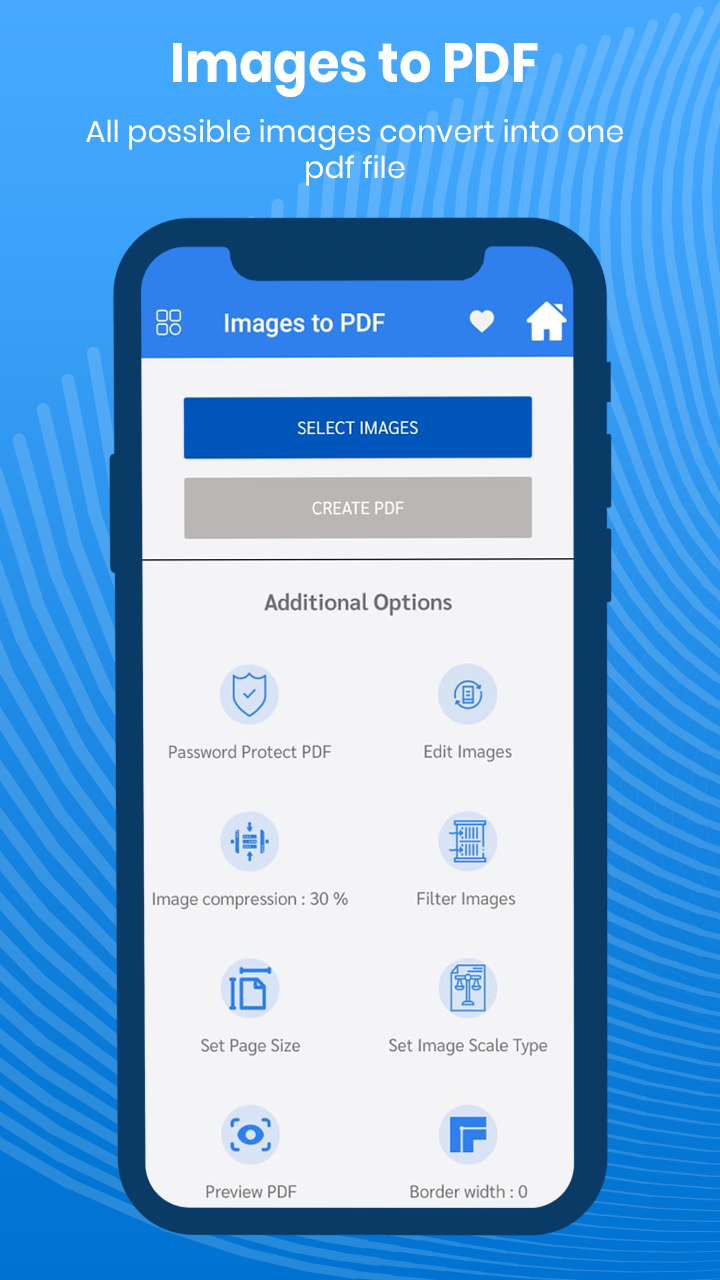 Images to PDF
All possible images convert into one
pdf file
Images to PDF
SELECT IMAGES
CREATE PDF
Additional Options
Password Protect PDF
Edit Images
Image compression : 30 %
Filter Images
Set Page Size
Set Image Scale Type
Preview PDF
Border width : 0